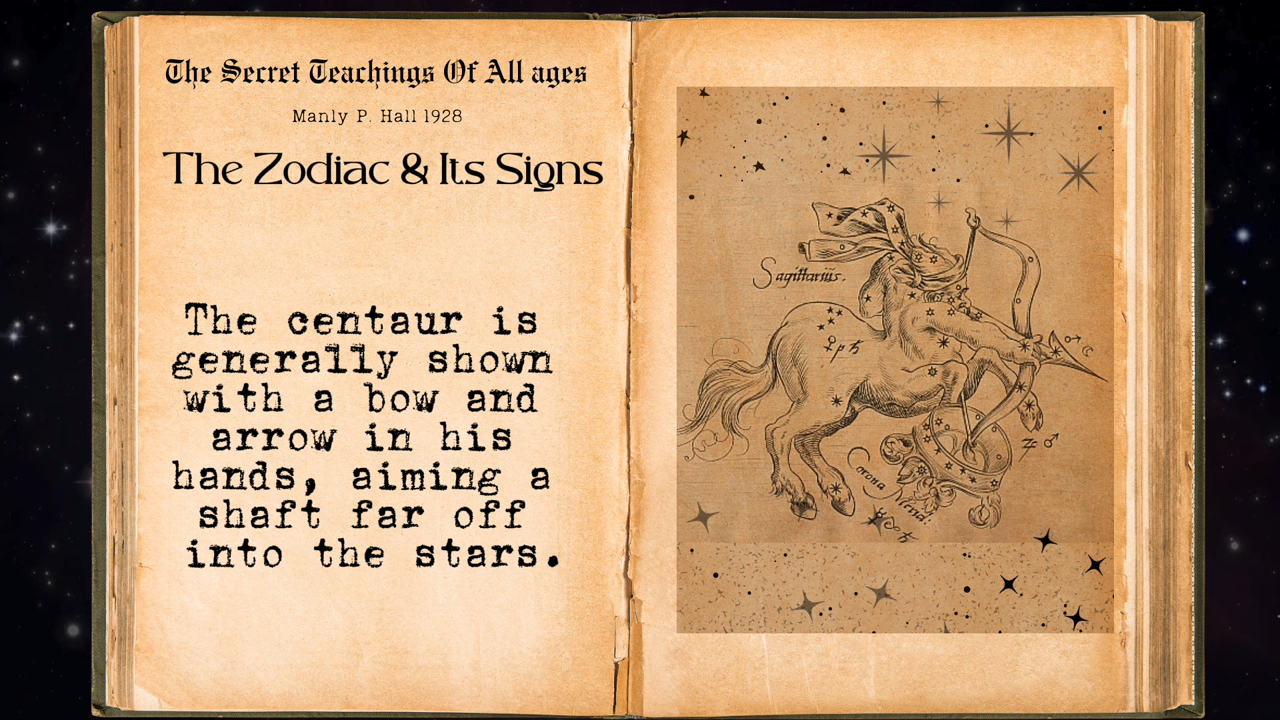 The Secret Teachings Of All ages
Manly P. Hall 1928
The Zodiac & Its Signs
The centaur is
generally shown
with a bow and
arrow in his
hands, aiming a
shaft far off
into the stars.
Sagittarius.
Corona Merid: